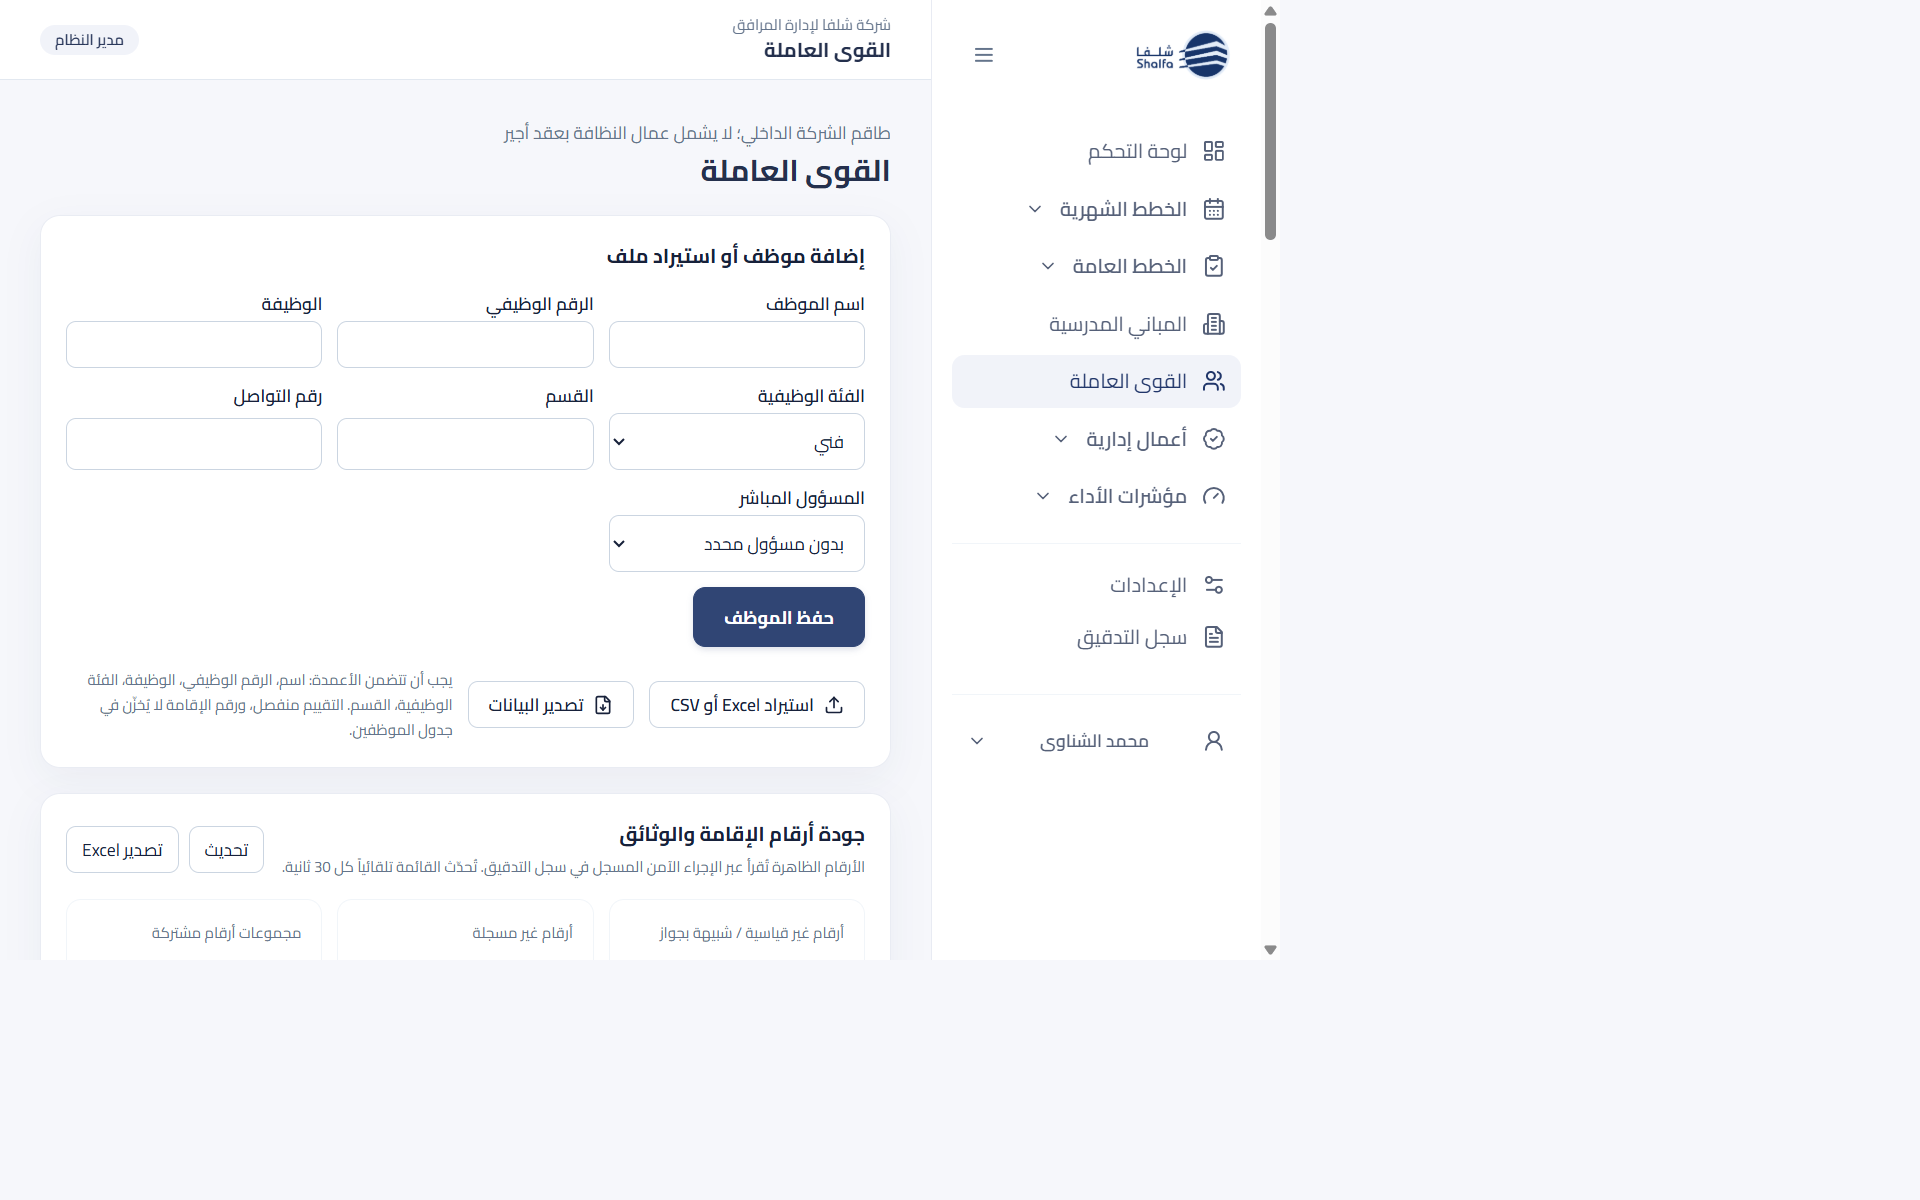 شلفا
Shalfa
لوحة التحكم
الخطط الشهرية
الخطط العامة
المباني المدرسية
القوى العاملة
أعمال إدارية
مؤشرات الأداء
الإعدادات
سجل التدقيق
محمد الشناوى
شركة شلفا لإدارة المرافق
القوى العاملة
مدير النظام
طاقم الشركة الداخلي؛ لا يشمل عمال النظافة بعقد أجير
القوى العاملة
إضافة موظف أو استيراد ملف
اسم الموظف
الرقم الوظيفي
الوظيفة
الفئة الوظيفية
القسم
رقم التواصل
فني
المسؤول المباشر
بدون مسؤول محدد
حفظ الموظف
استيراد Excel أو CSV
تصدير البيانات
يجب أن تتضمن الأعمدة: اسم، الرقم الوظيفي، الوظيفة، الفئة
الوظيفية، القسم. التقييم منفصل، ورقم الإقامة لا يُخزّن في
جدول الموظفين.
جودة أرقام الإقامة والوثائق
الأرقام الظاهرة تُقرأ عبر الإجراء الآمن المسجل في سجل التدقيق. تُحدّث القائمة تلقائياً كل 30 ثانية.
تحديث
تصدير Excel
أرقام غير قياسية / شبيهة بجواز
أرقام غير مسجلة
مجموعات أرقام مشتركة